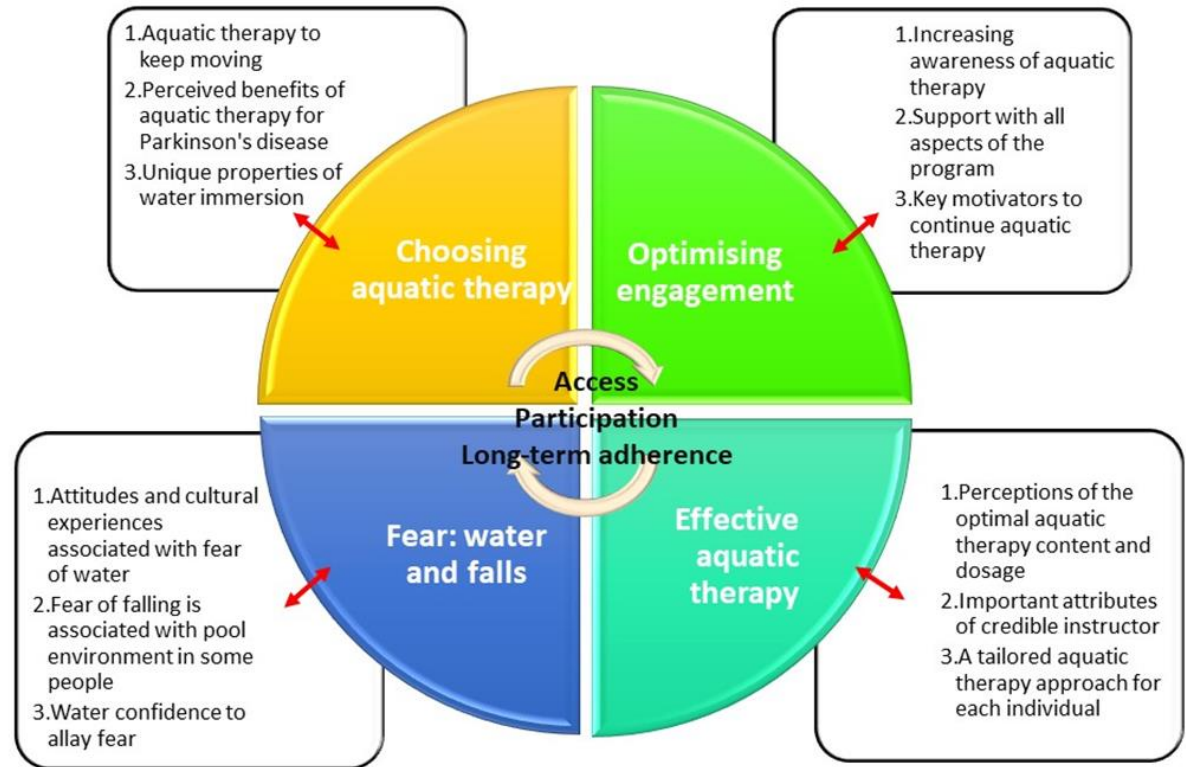 1.Aquatic therapy to
keep moving
2.Perceived benefits of
aquatic therapy for
Parkinson's disease
3.Unique properties of
water immersion
1.Increasing
awareness of aquatic
therapy
2.Support with all
aspects of the
program
3.Key motivators to
continue aquatic
therapy
Choosing
aquatic therapy
Optimising
engagement
Access
Participation
Long-term adherence
Fear: water
and falls
Effective
aquatic
therapy
1.Attitudes and cultural
experiences
associated with fear
of water
2.Fear of falling is
associated with pool
environment in some
people
3.Water confidence to
allay fear
1.Perceptions of the
optimal aquatic
therapy content and
dosage
2.Important attributes
of credible instructor
3.A tailored aquatic
therapy approach for
each individual